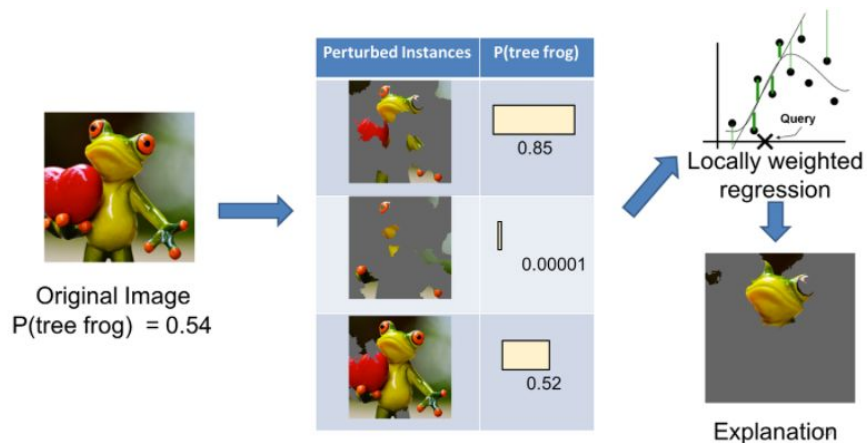 Original Image
P(tree frog) = 0.54
Perturbed Instances
P(tree frog)
0.85
0.00001
0.52
Query
Locally weighted
regression
Explanation